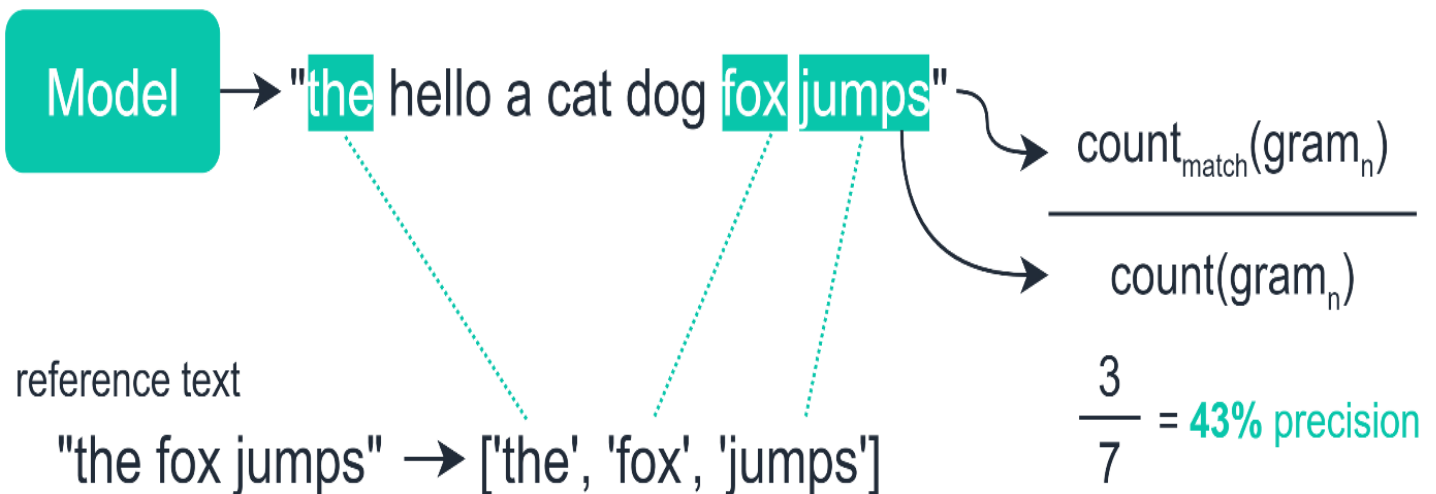 Model
"the hello a cat dog fox jumps"
count_match(gram_n)
count(gram_n)
reference text
"the fox jumps" → ['the', 'fox', 'jumps']
3
7
= 43% precision